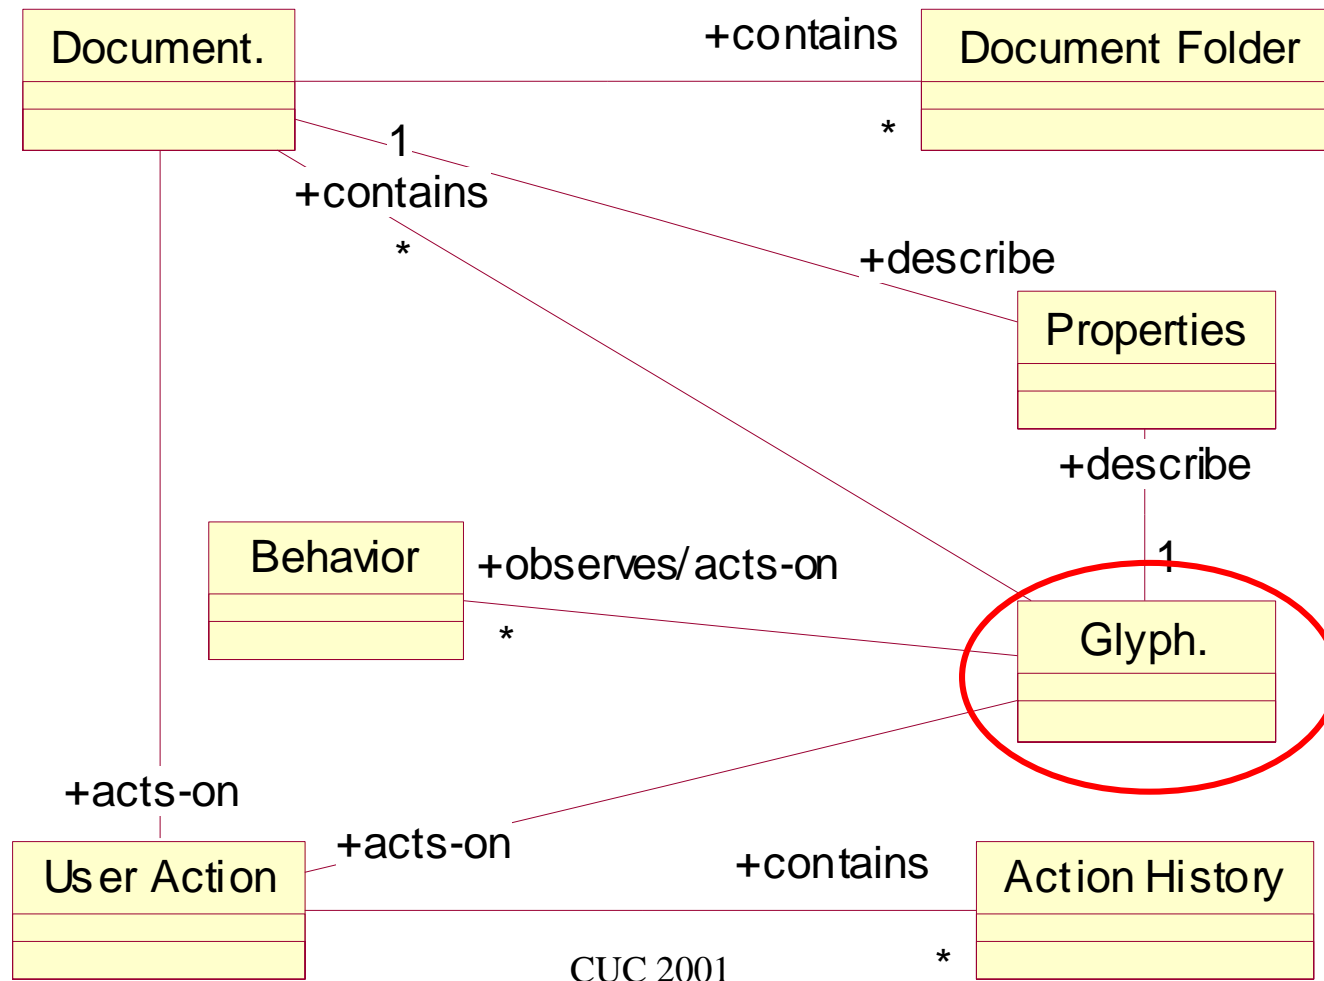 Document.
+contains
Document Folder
*
1
+contains
*
+describe
Properties
+describe
1
Behavior
+observes/acts-on
*
Glyph.
+acts-on
+acts-on
User Action
+contains
Action History
*
CUC 2001